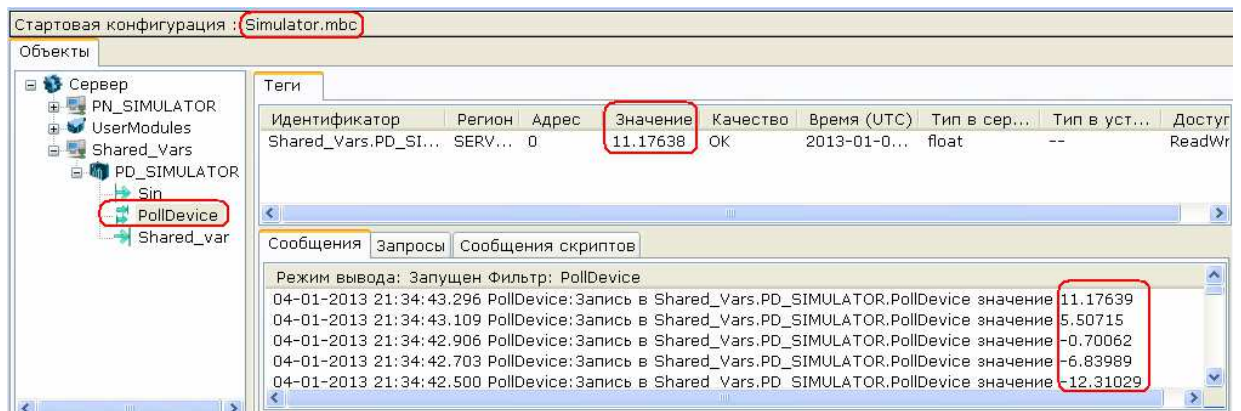 Стартовая конфигурация : Simulator.mbc
Объекты
Сервер
PN_SIMULATOR
UserModules
Shared_Vars
PD_SIMULATOR
Sin
PollDevice
Shared_var
Теги
Идентификатор Регион Адрес Значение Качество Время (UTC) Тип в сер... Тип в уст... Доступ
Shared_Vars.PD_SI... SERV... 0 11.17638 OK 2013-01-0... float -- ReadWr
Сообщения Запросы Сообщения скриптов
Режим вывода: Запущен Фильтр: PollDevice
04-01-2013 21:34:43.296 PollDevice:Запись в Shared_Vars.PD_SIMULATOR.PollDevice значение 11.17639
04-01-2013 21:34:43.109 PollDevice:Запись в Shared_Vars.PD_SIMULATOR.PollDevice значение 5.50715
04-01-2013 21:34:42.906 PollDevice:Запись в Shared_Vars.PD_SIMULATOR.PollDevice значение -0.70062
04-01-2013 21:34:42.703 PollDevice:Запись в Shared_Vars.PD_SIMULATOR.PollDevice значение -6.83989
04-01-2013 21:34:42.500 PollDevice:Запись в Shared_Vars.PD_SIMULATOR.PollDevice значение -12.31029